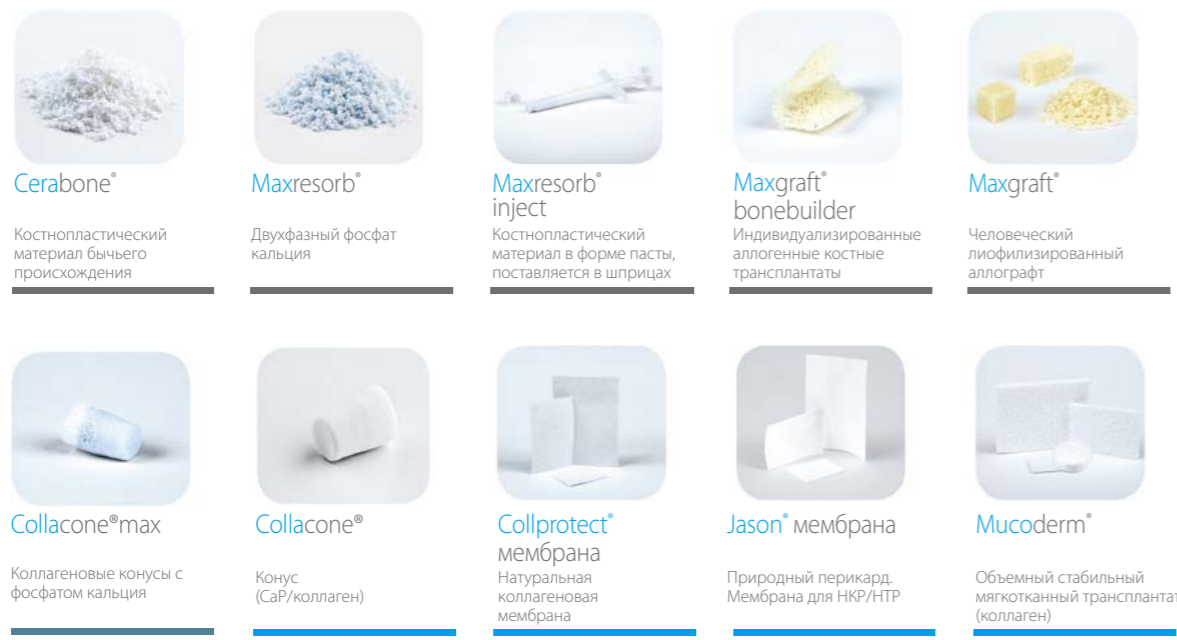 Cerabone®
Костнопластический
материал бычьего
происхождения
Maxresorb®
Двухфазный фосфат
кальция
Maxresorb®
inject
Костнопластический
материал в форме пасты,
поставляется в шприцах
Maxgraft®
bonebuilder
Индивидуализированные
аллогенные костные
трансплантаты
Maxgraft®
Человеческий
лиофилизированный
аллографт
Collacone®max
Коллагеновые конусы с
фосфатом кальция
Collacone®
Конус
(CaP/коллаген)
Collprotect®
мембрана
Натуральная
коллагеновая
мембрана
Jason® мембрана
Природный перикард.
Мембрана для НКР/НТР
Mucoderm®
Объемный стабильный
мягкотканный трансплантат
(коллаген)